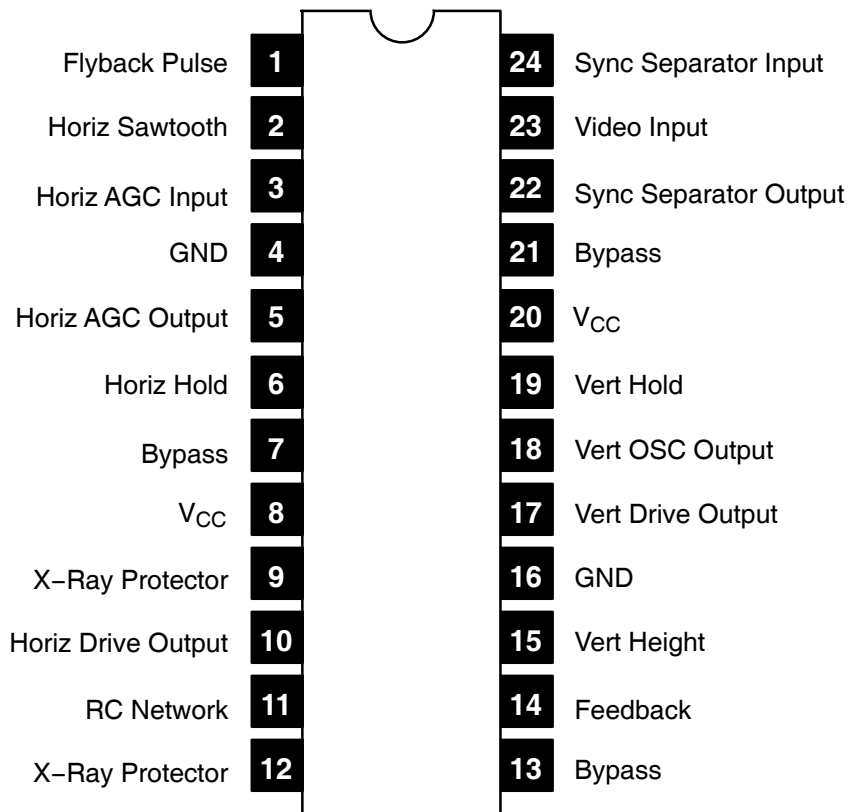 Flyback Pulse 1 24 Sync Separator Input
Horiz Sawtooth 2 23 Video Input
Horiz AGC Input 3 22 Sync Separator Output
GND 4 21 Bypass
Horiz AGC Output 5 20 VCC
Horiz Hold 6 19 Vert Hold
Bypass 7 18 Vert OSC Output
VCC 8 17 Vert Drive Output
X−Ray Protector 9 16 GND
Horiz Drive Output 10 15 Vert Height
RC Network 11 14 Feedback
X−Ray Protector 12 13 Bypass